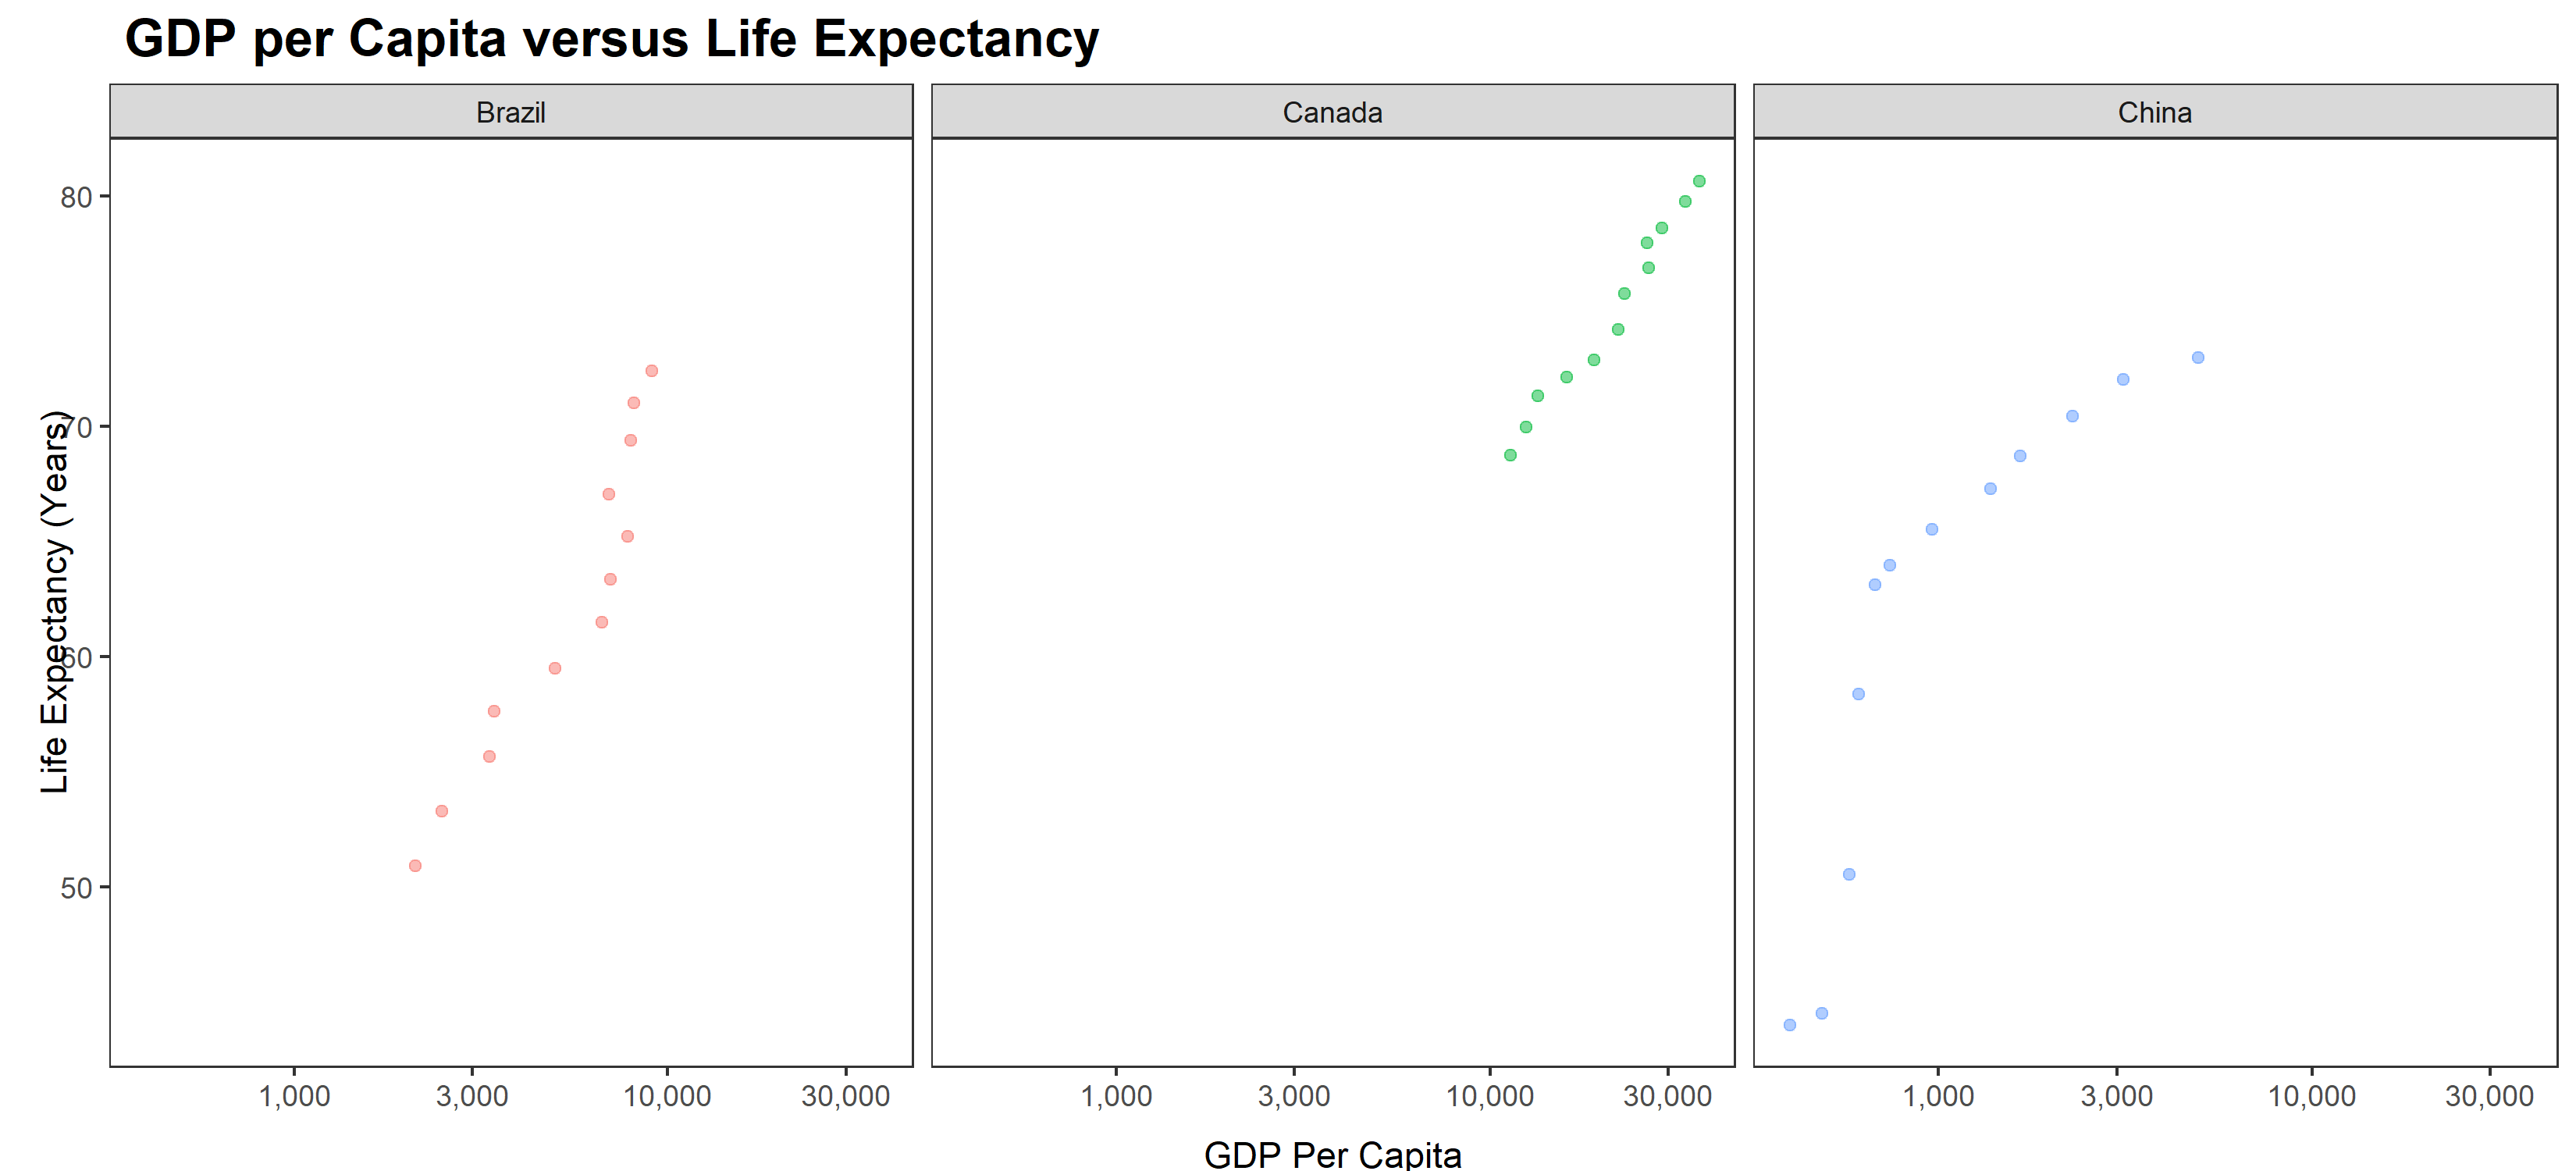 GDP per Capita versus Life Expectancy
Brazil
Canada
China
Life Expectancy (Years)
80
70
60
50
1,000 3,000 10,000 30,000
1,000 3,000 10,000 30,000
1,000 3,000 10,000 30,000
GDP Per Capita